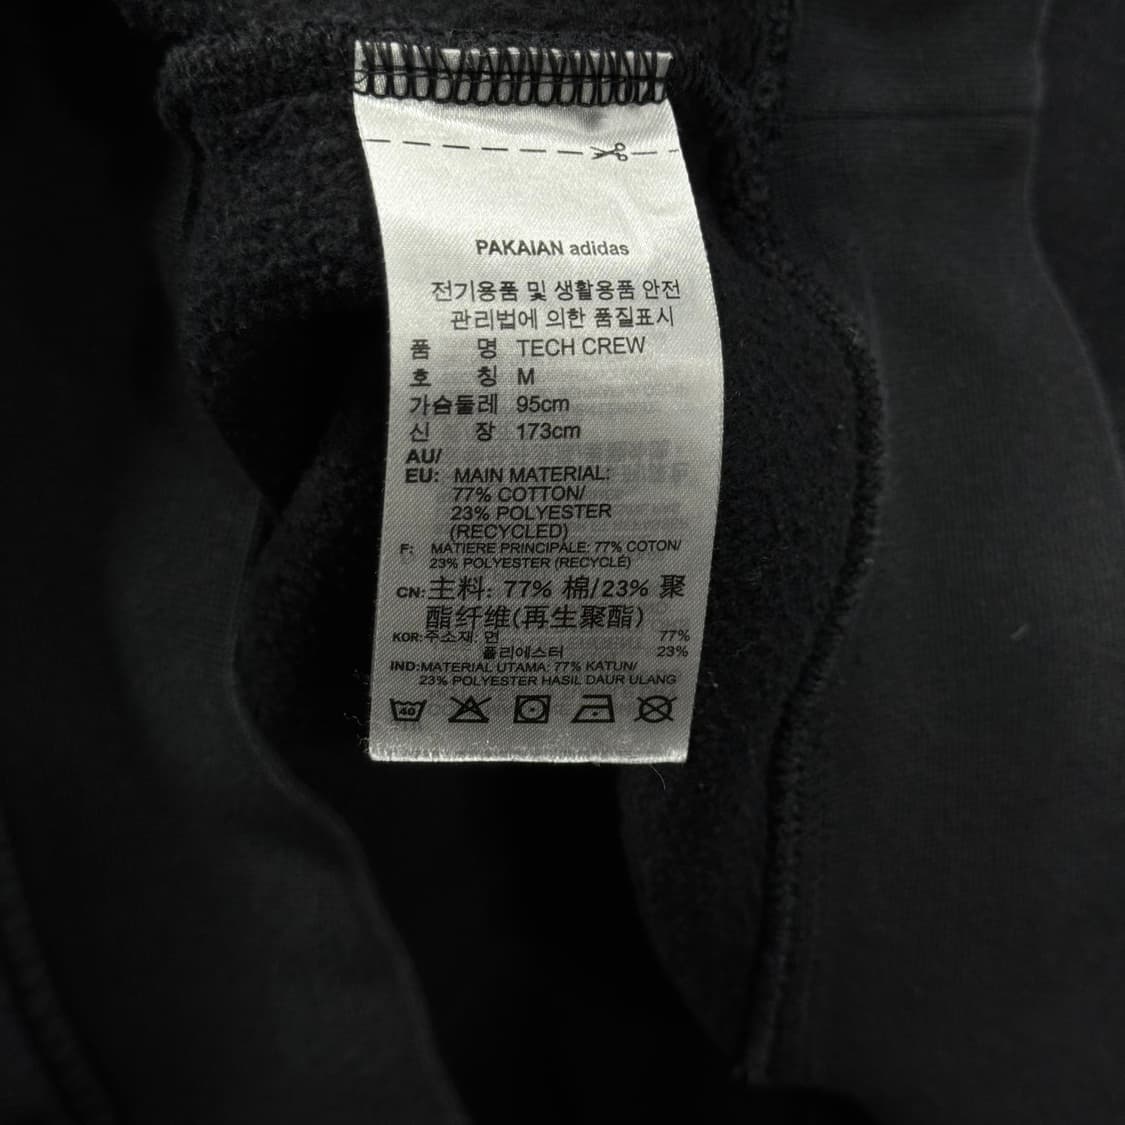 PAKAIAN adidas
전기용품 및 생활용품 안전
관리법에 의한 품질표시
품 명 TECH CREW
호 칭 M
가슴둘레 95cm
신 장 173cm
AU/
EU: MAIN MATERIAL:
77% COTTON/
23% POLYESTER
(RECYCLED)
F: MATIERE PRINCIPALE: 77% COTON/
23% POLYESTER (RECYCLÉ)
CN: 主料: 77% 棉/23% 聚
酯纤维(再生聚酯)
KOR: 주소재: 면 77%
폴리에스터 23%
IND: MATERIAL UTAMA: 77% KATUN/
23% POLYESTER HASIL DAUR ULANG
40